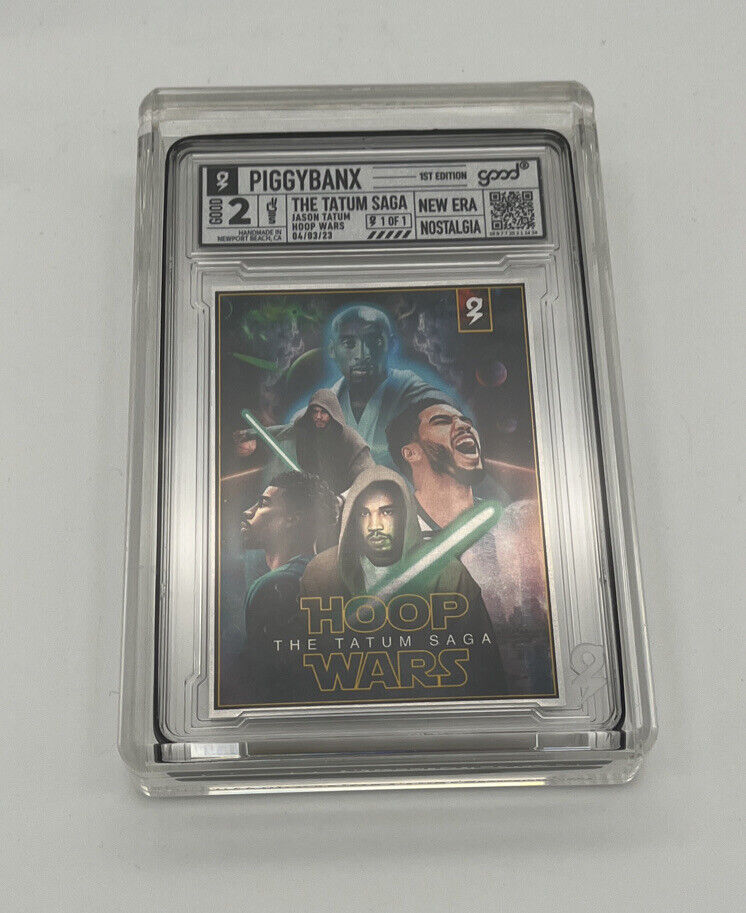 PIGGYBANX
1ST EDITION
good®
GOOD
2
THE TATUM SAGA
JASON TATUM
1 OF 1
HOOP WARS
04/03/23
NEW ERA
NOSTALGIA
HANDMADE IN
NEWPORT BEACH, CA
HOOP
THE TATUM SAGA
WARS